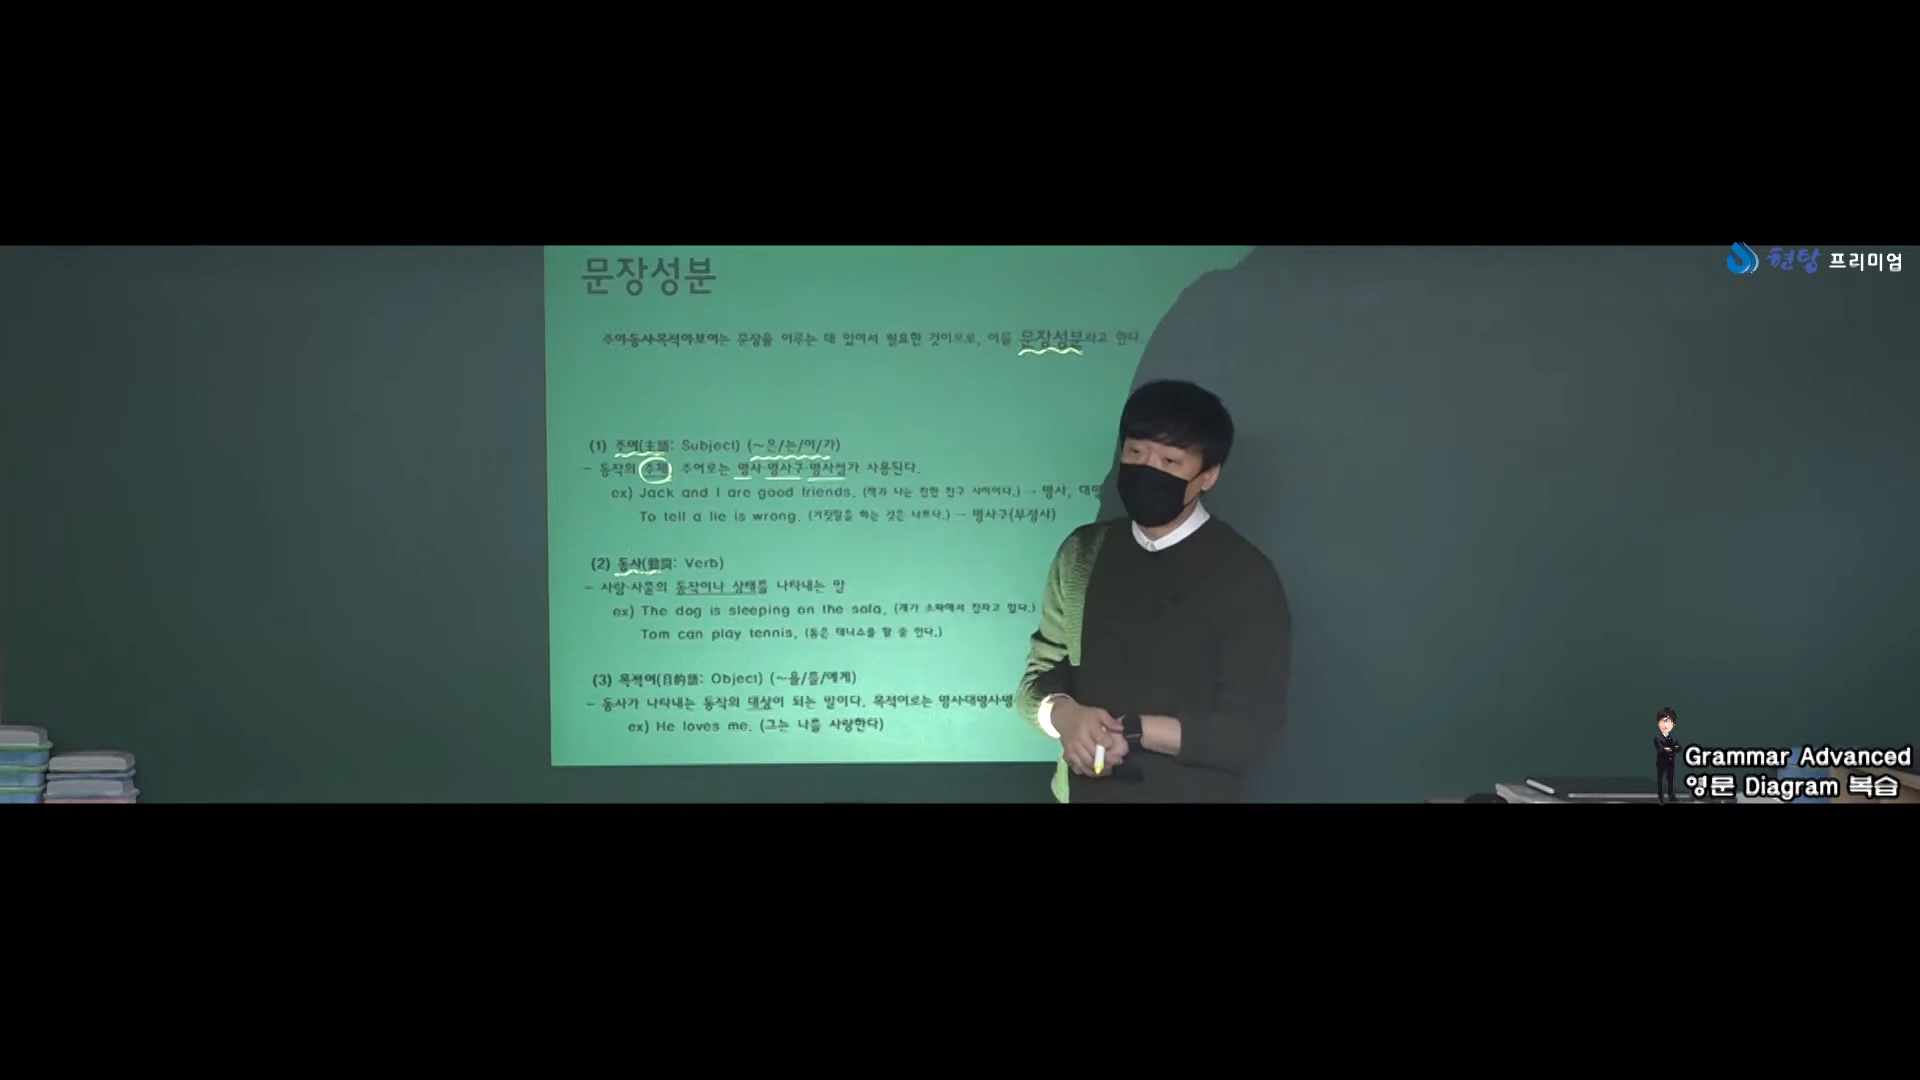 현탑 프리미엄
문장성분
주어·동사·목적어·보어는 문장을 이루는 데 있어서 필요한 것이므로, 이를 문장성분라고 한다.
(1) 주어(主語: Subject) (~은/는/이/가)
- 동작의 주체 주어로는 명사·명사구·명사절가 사용된다.
ex) Jack and I are good friends. (잭과 나는 친한 친구 사이이다.) → 명사, 대명
To tell a lie is wrong. (거짓말을 하는 것은 나쁘다.) → 명사구(부정사)
(2) 동사(動詞: Verb)
- 사람·사물의 동작이나 상태를 나타내는 말
ex) The dog is sleeping on the sofa. (개가 소파에서 잠자고 있다.)
Tom can play tennis. (톰은 테니스를 할 줄 안다.)
(3) 목적어(目的語: Object) (~을/를/에게)
- 동사가 나타내는 동작의 대상이 되는 말이다. 목적어로는 명사대명사명
ex) He loves me. (그는 나를 사랑한다)
Grammar Advanced
영문 Diagram 복습